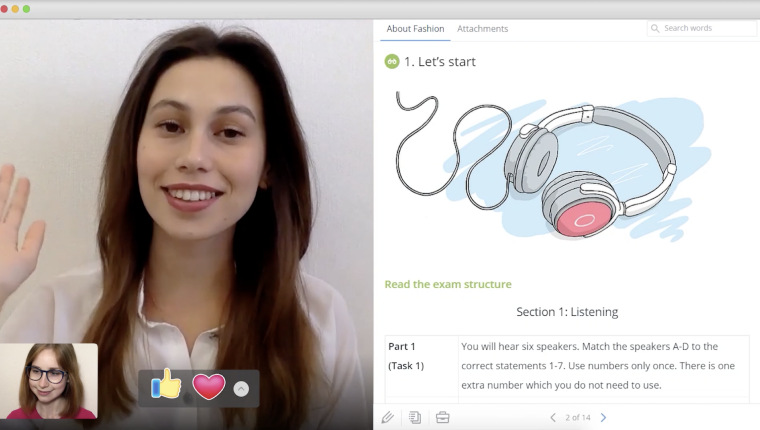 About Fashion
Attachments
Search words
1. Let's start
Read the exam structure
Section 1: Listening
Part 1
(Task 1)
You will hear six speakers. Match the speakers A-D to the
correct statements 1-7. Use numbers only once. There is one
extra number which you do not need to use.
2 of 14